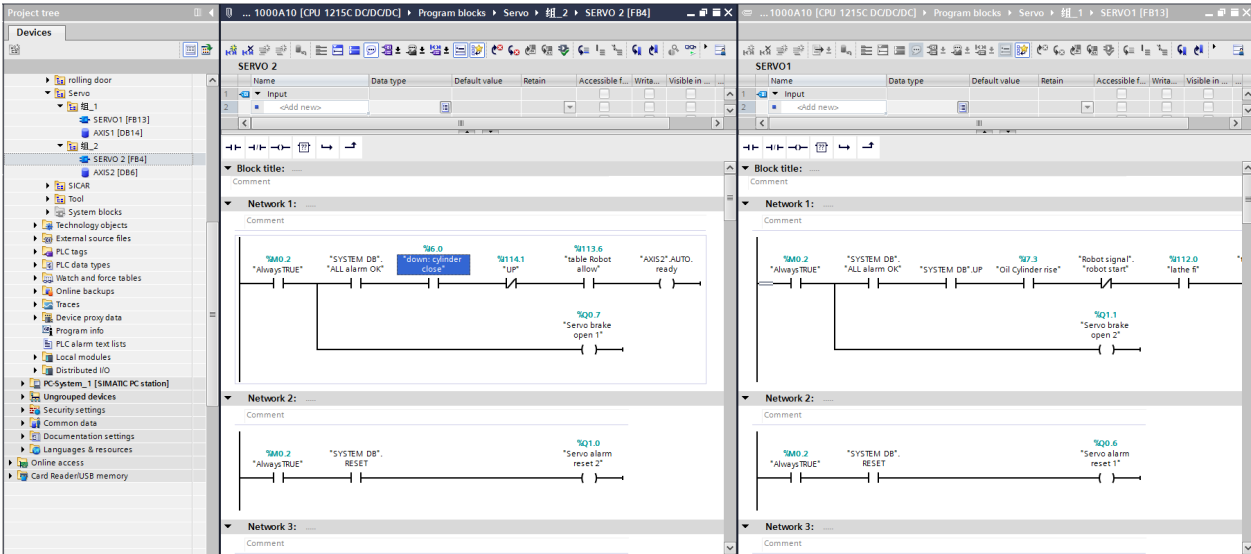 Project tree
Devices
rolling door
Servo
组_1
SERVO1 [FB13]
AXIS1 [DB14]
组_2
SERVO 2 [FB4]
AXIS2 [DB6]
SICAR
Tool
System blocks
Technology objects
External source files
PLC tags
PLC data types
Watch and force tables
Online backups
Traces
Device proxy data
Program info
PLC alarm text lists
Local modules
Distributed I/O
PC-System_1 [SIMATIC PC station]
Ungrouped devices
Security settings
Common data
Documentation settings
Languages & resources
Online access
Card Reader/USB memory
... 1000A10 [CPU 1215C DC/DC/DC] ▸ Program blocks ▸ Servo ▸ 组_2 ▸ SERVO 2 [FB4]
SERVO 2
Name Data type Default value Retain Accessible f... Writa... Visible in ...
1 Input
2 <Add new>
Block title: .....
Comment
Network 1: .....
Comment
%M0.2
"AlwaysTRUE"
"SYSTEM DB".
"ALL alarm OK"
%I6.0
"down: cylinder
close"
%I114.1
"UP"
%I113.6
"table Robot
allow"
"AXIS2".AUTO.
ready
%Q0.7
"Servo brake
open 1"
Network 2: .....
Comment
%M0.2
"AlwaysTRUE"
"SYSTEM DB".
RESET
%Q1.0
"Servo alarm
reset 2"
Network 3: .....
Comment
... 1000A10 [CPU 1215C DC/DC/DC] ▸ Program blocks ▸ Servo ▸ 组_1 ▸ SERVO1 [FB13]
SERVO1
Name Data type Default value Retain Accessible f... Writa... Visible in ...
1 Input
2 <Add new>
Block title: .....
Comment
Network 1: .....
Comment
%M0.2
"AlwaysTRUE"
"SYSTEM DB".
"ALL alarm OK"
"SYSTEM DB".UP
%I7.3
"Oil Cylinder rise"
"Robot signal".
"robot start"
%I112.0
"lathe fi"
%Q1.1
"Servo brake
open 2"
Network 2: .....
Comment
%M0.2
"AlwaysTRUE"
"SYSTEM DB".
RESET
%Q0.6
"Servo alarm
reset 1"
Network 3: .....
Comment